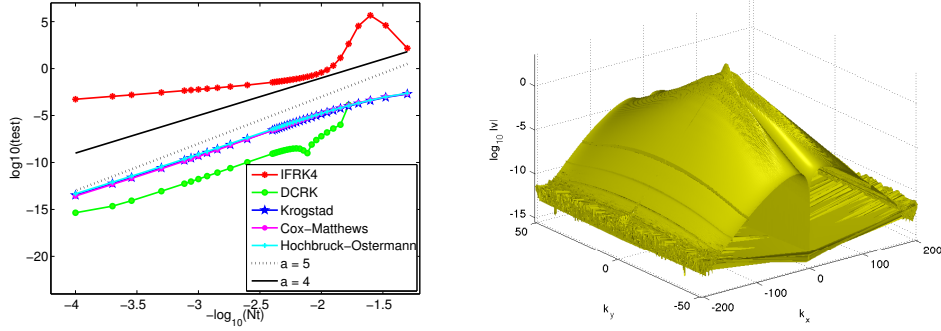 5
0
−5
−10
−15
−20
log10(test)
−4
−3.5
−3
−2.5
−2
−1.5
−log10(Nt)
IFRK4
DCRK
Krogstad
Cox−Matthews
Hochbruck−Ostermann
a = 5
a = 4
0
-5
-10
-15
log10 |v|
50
0
-50
ky
-200
-100
0
100
200
kx